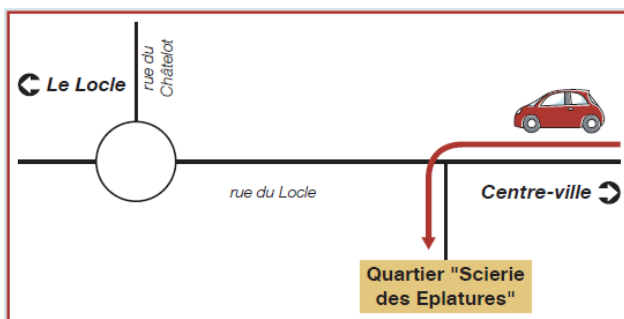 rue du
Châtelot
Le Locle
rue du Locle
Centre-ville
Quartier "Scierie
des Eplatures"